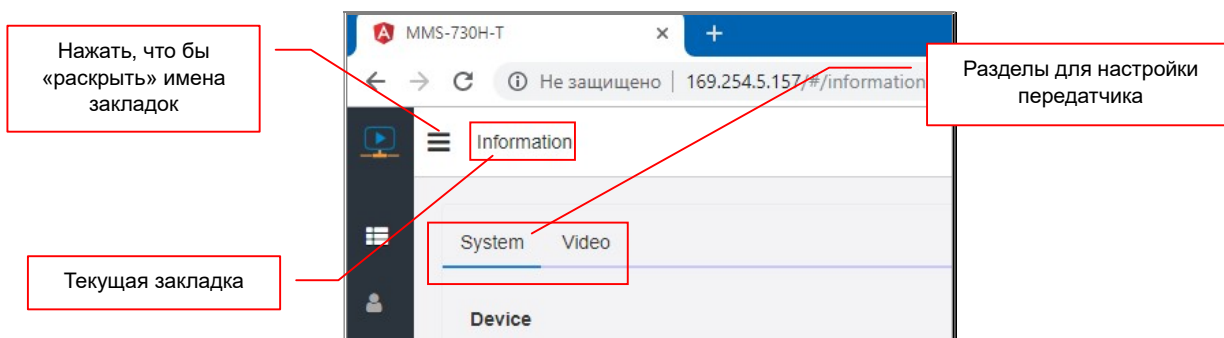 Нажать, что бы
«раскрыть» имена
закладок
MMS-730H-T
Не защищено | 169.254.5.157/#/information
Разделы для настройки
передатчика
Information
System Video
Текущая закладка
Device